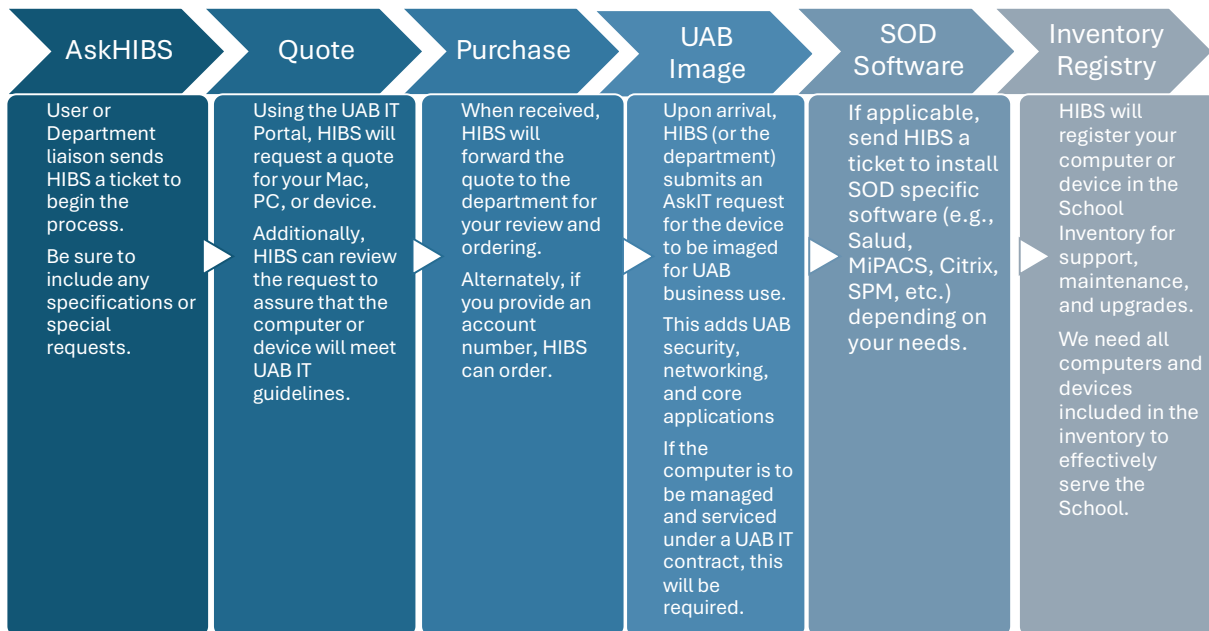 AskHIBS
User or
Department
liaison sends
HIBS a ticket to
begin the
process.
Be sure to
include any
specifications or
special
requests.
Quote
Using the UAB IT
Portal, HIBS will
request a quote
for your Mac,
PC, or device.
Additionally,
HIBS can review
the request to
assure that the
computer or
device will meet
UAB IT
guidelines.
Purchase
When received,
HIBS will
forward the
quote to the
department for
your review and
ordering.
Alternately, if
you provide an
account
number, HIBS
can order.
UAB
Image
Upon arrival,
HIBS (or the
department)
submits an
AskIT request
for the device
to be imaged
for UAB
business use.
This adds UAB
security,
networking,
and core
applications
If the
computer is to
be managed
and serviced
under a UAB IT
contract, this
will be
required.
SOD
Software
If applicable,
send HIBS a
ticket to install
SOD specific
software (e.g.,
Salud,
MiPACS, Citrix,
SPM, etc.)
depending on
your needs.
Inventory
Registry
HIBS will
register your
computer or
device in the
School
Inventory for
support,
maintenance,
and upgrades.
We need all
computers and
devices
included in the
inventory to
effectively
serve the
School.